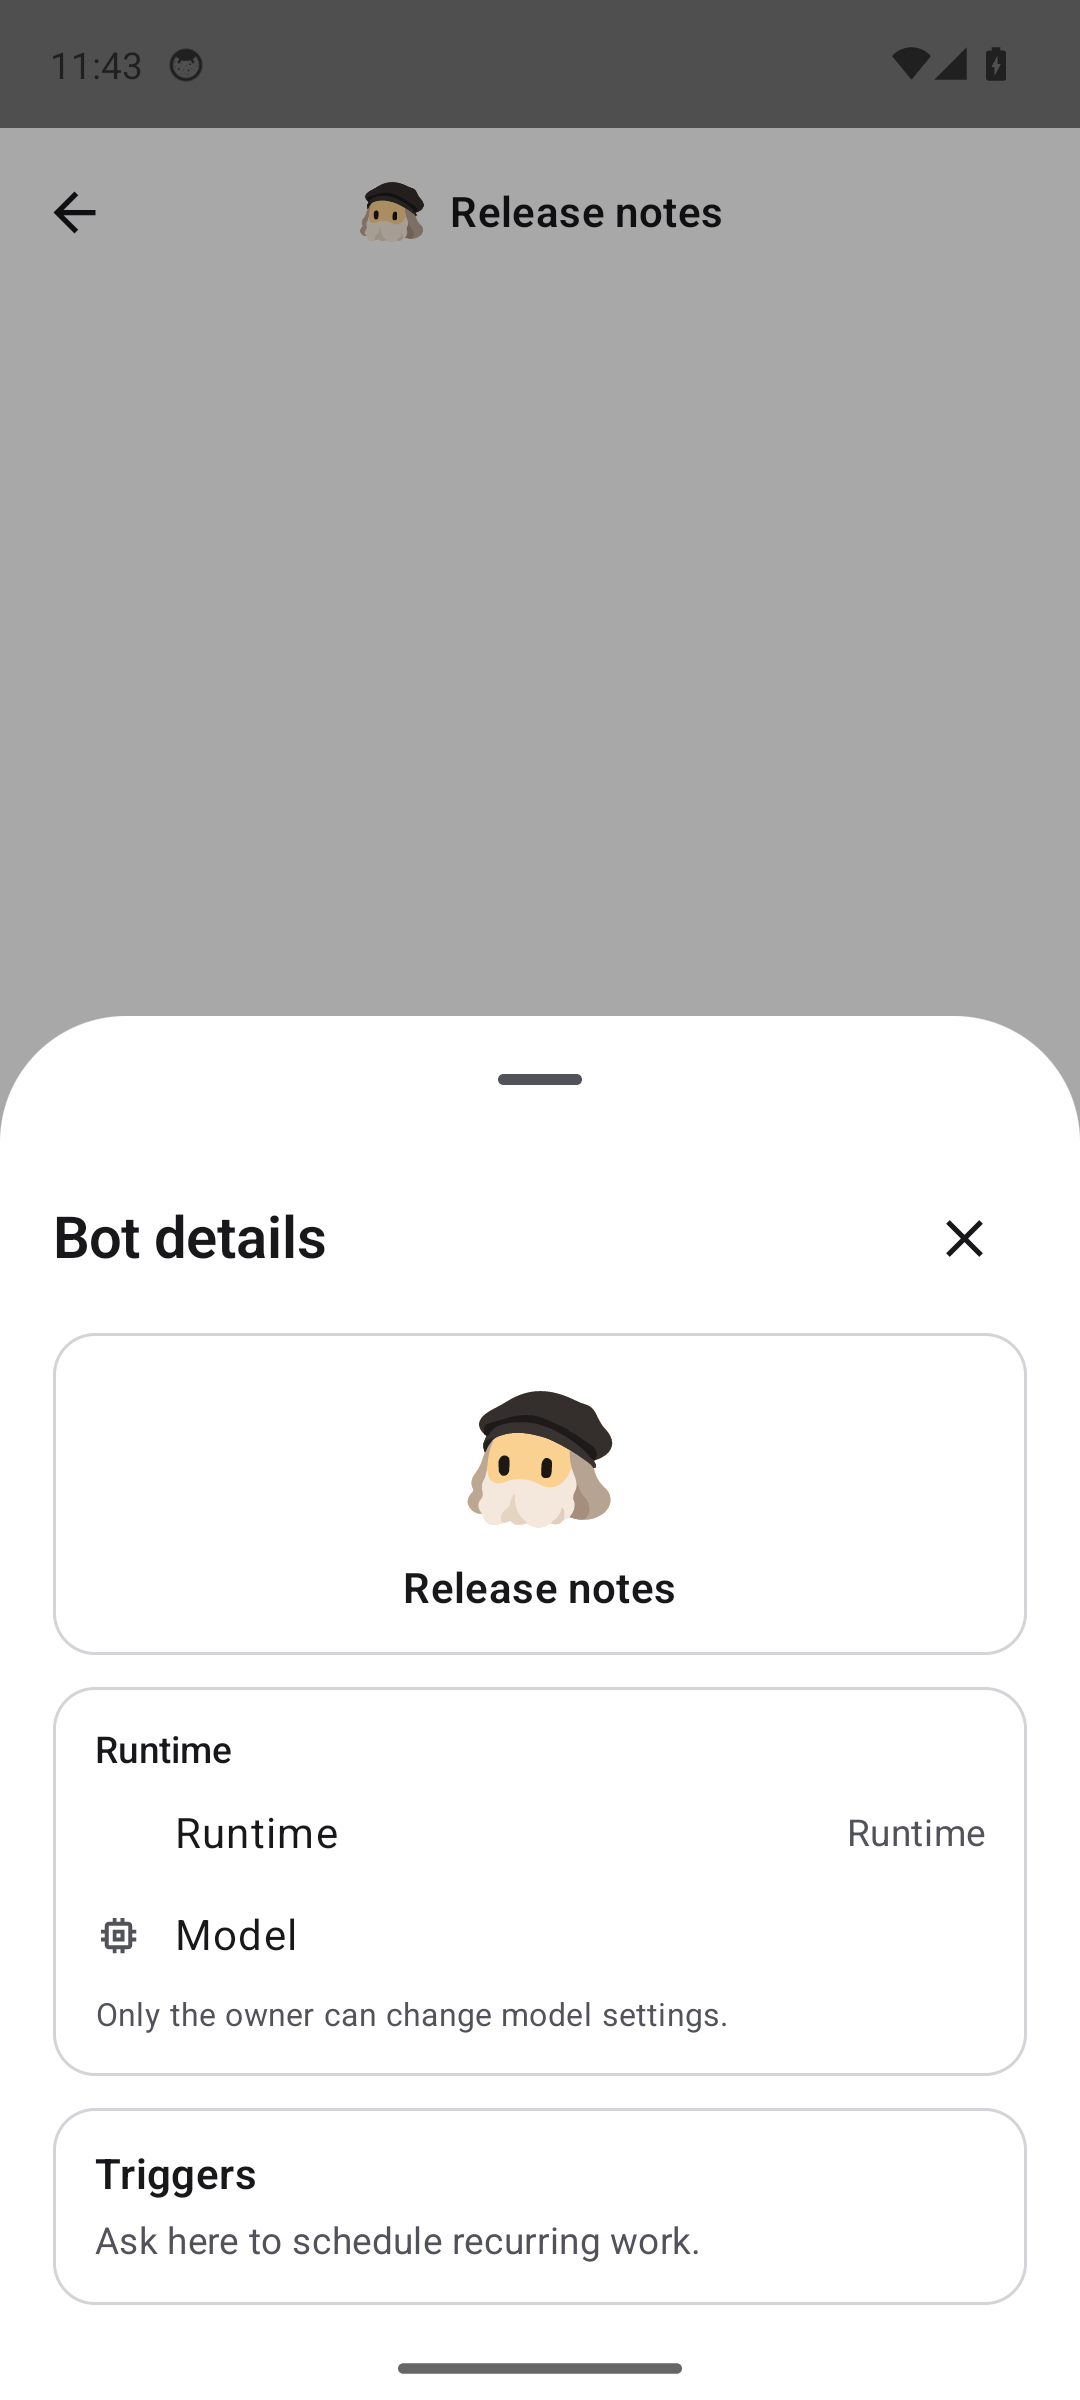 11:43
Release notes
Bot details
Release notes
Runtime
Runtime Runtime
Model
Only the owner can change model settings.
Triggers
Ask here to schedule recurring work.